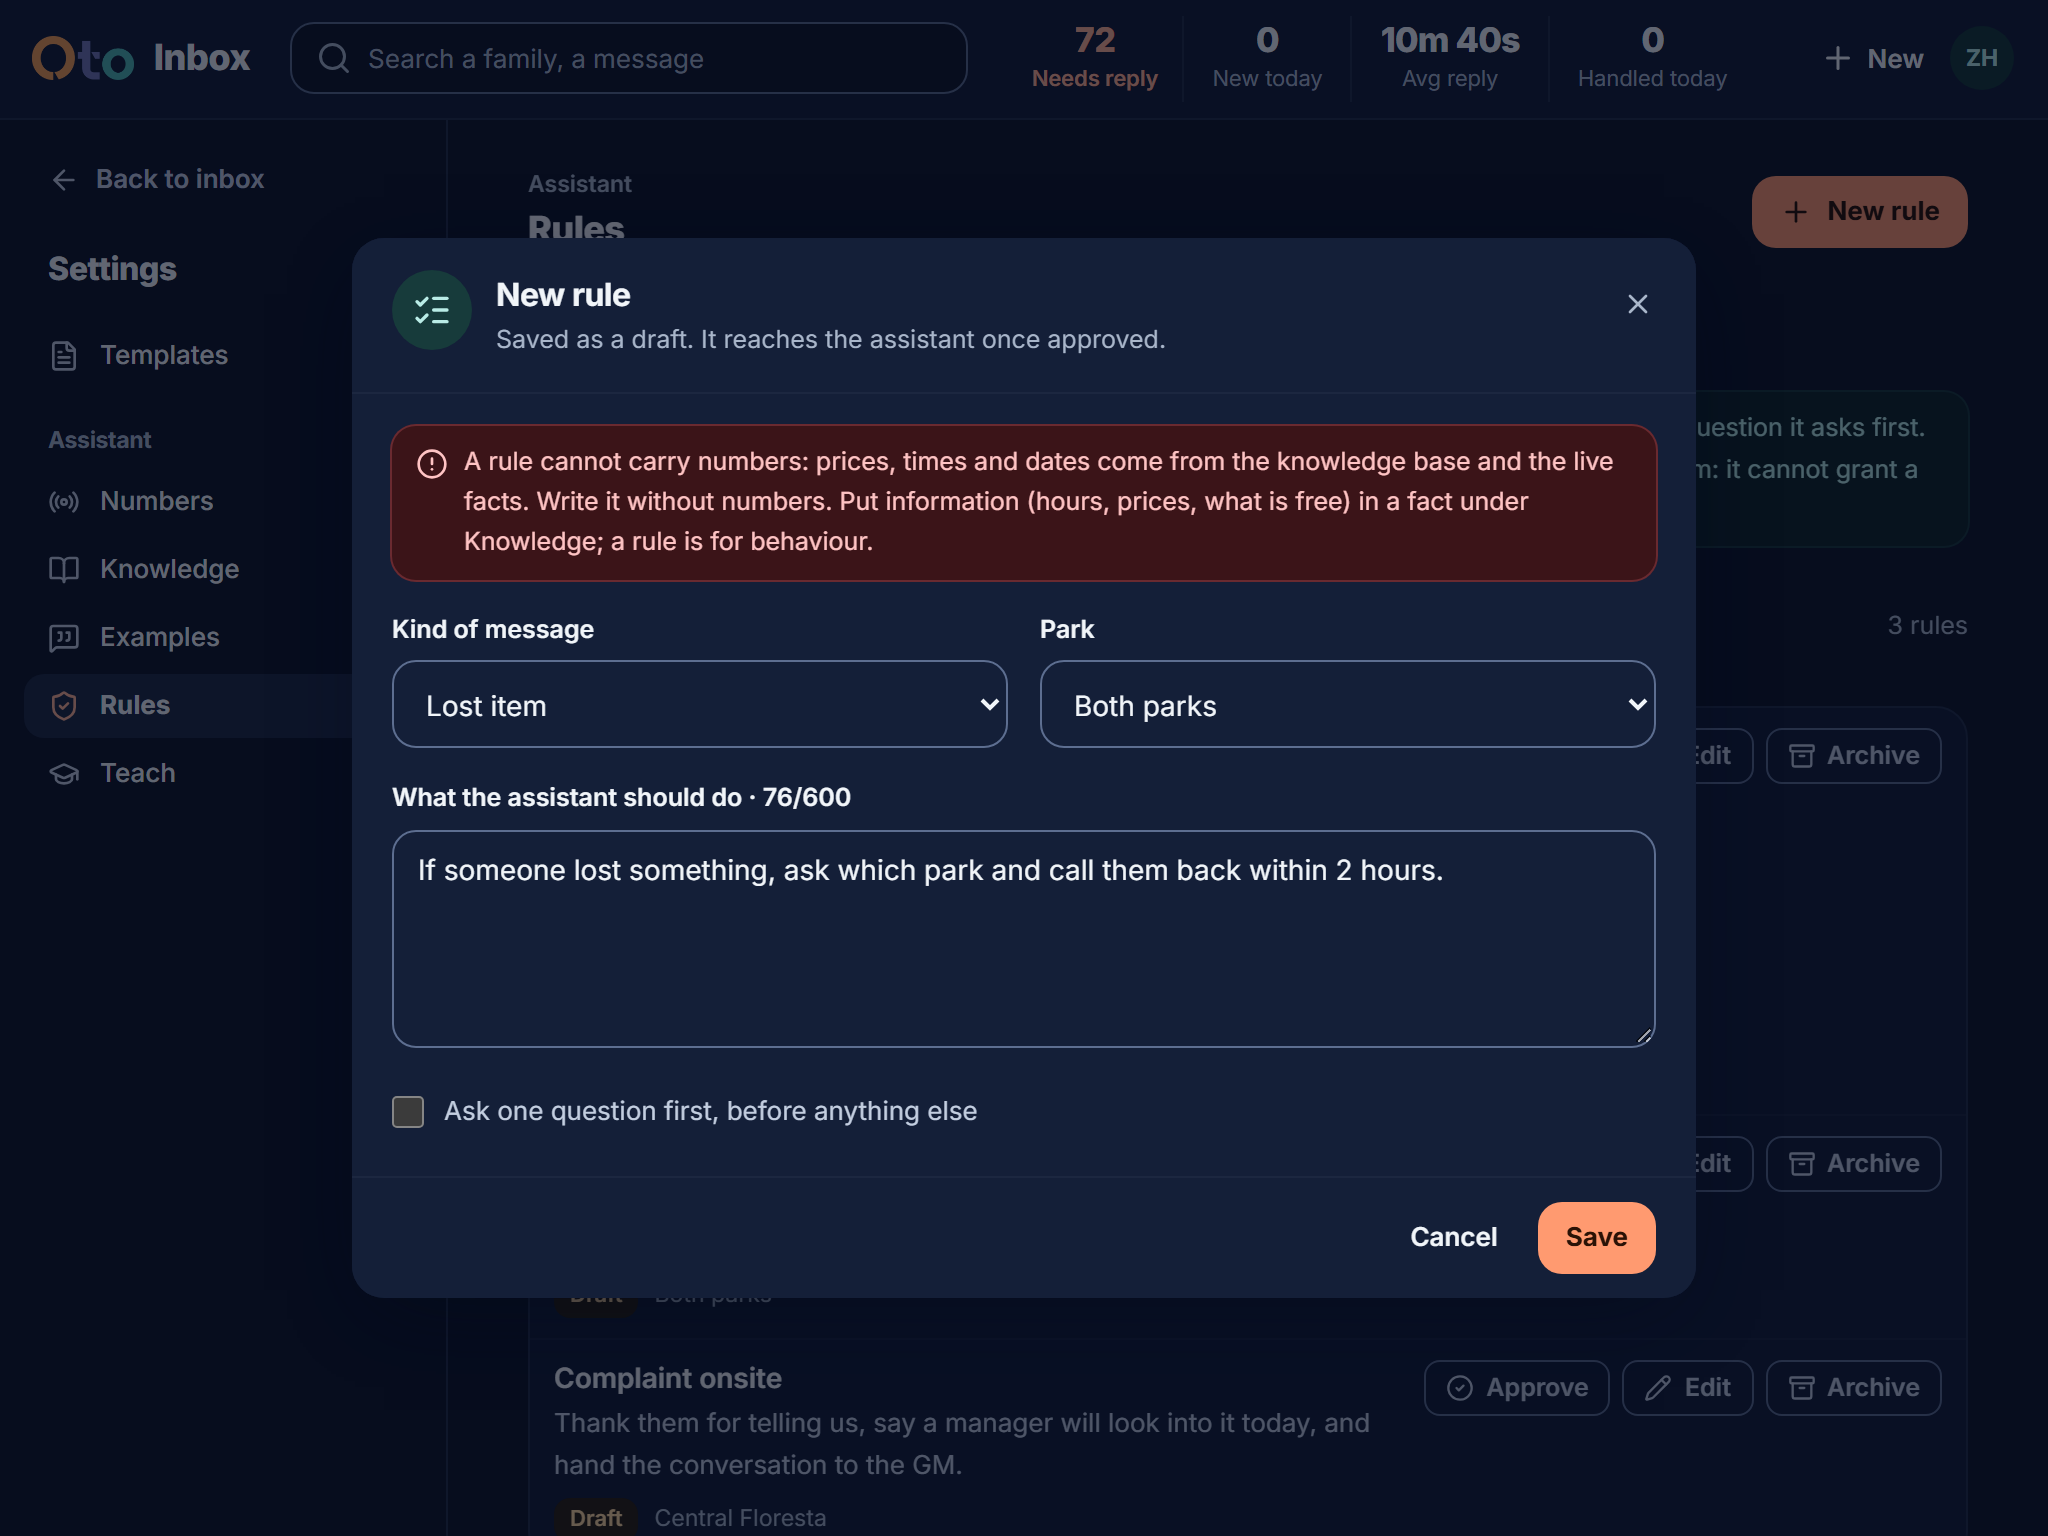 Oto Inbox
Search a family, a message
72
Needs reply
0
New today
10m 40s
Avg reply
0
Handled today
New
ZH
Back to inbox
Settings
Templates
Assistant
Numbers
Knowledge
Examples
Rules
Teach
Assistant
Rules
New rule
uestion it asks first.
it cannot grant a
3 rules
New rule
Saved as a draft. It reaches the assistant once approved.
A rule cannot carry numbers: prices, times and dates come from the knowledge base and the live
facts. Write it without numbers. Put information (hours, prices, what is free) in a fact under
Knowledge; a rule is for behaviour.
Kind of message
Park
Lost item
Both parks
What the assistant should do · 76/600
If someone lost something, ask which park and call them back within 2 hours.
Ask one question first, before anything else
Cancel
Save
Edit
Archive
Edit
Archive
Draft
Both parks
Complaint onsite
Approve
Edit
Archive
Thank them for telling us, say a manager will look into it today, and
hand the conversation to the GM.
Draft
Central Floresta